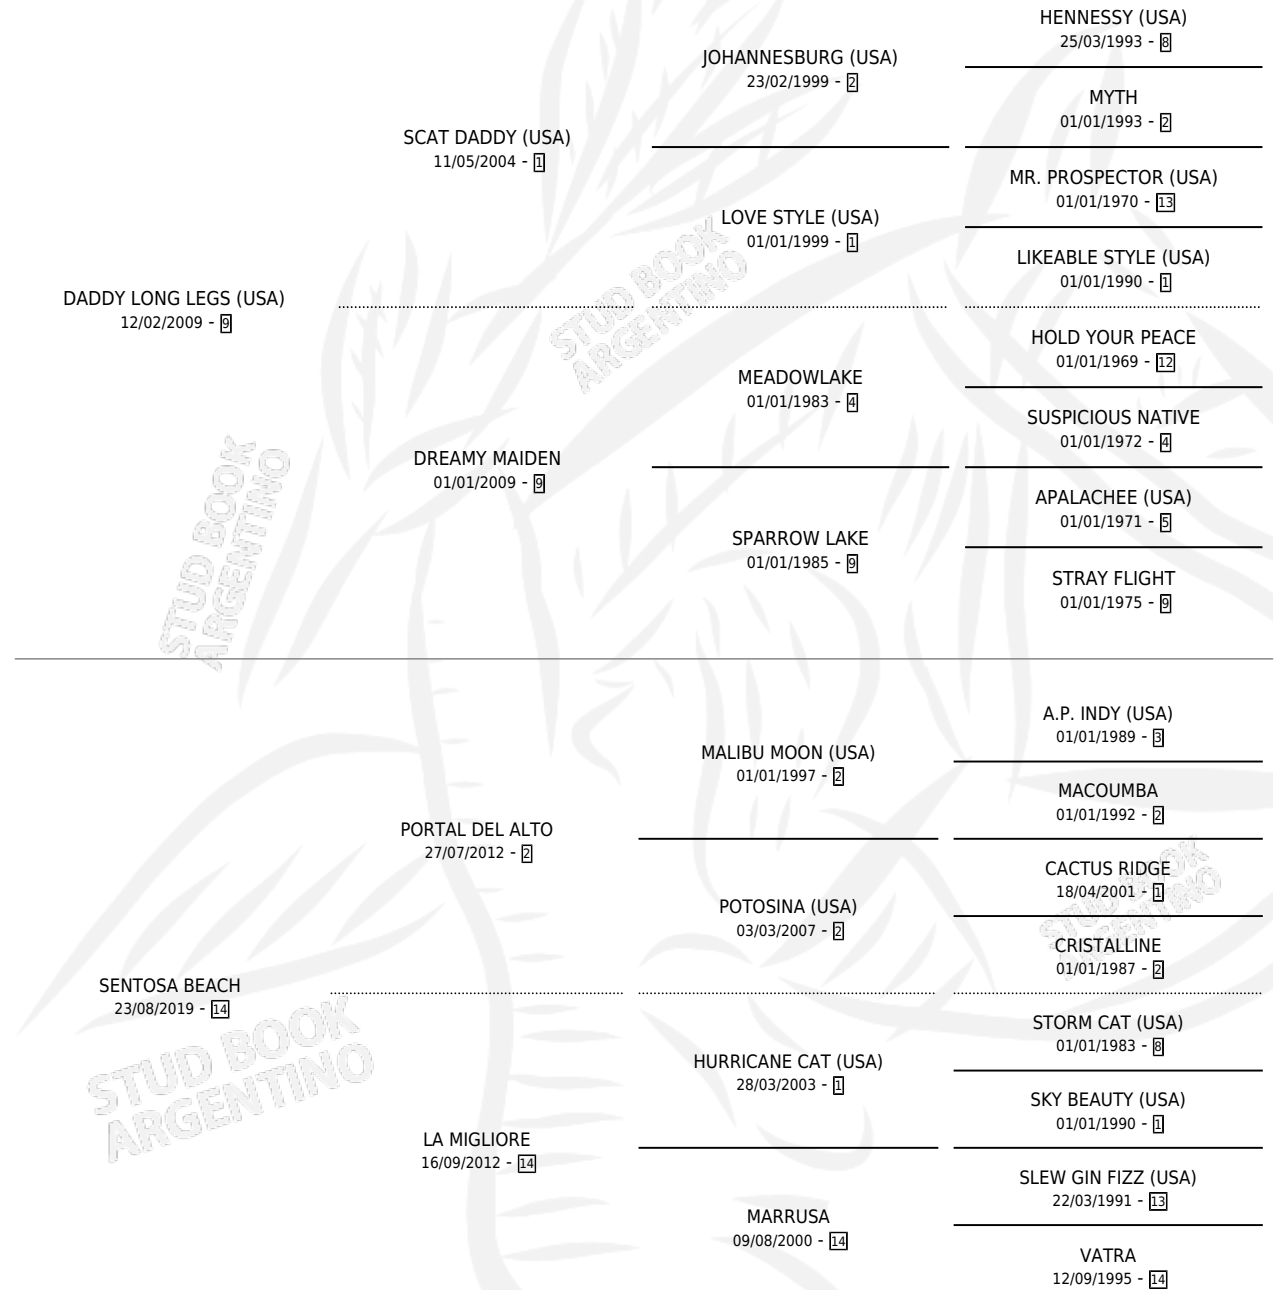 HENNESSY (USA)
25/03/1993 - 8
JOHANNESBURG (USA)
23/02/1999 - 2
MYTH
01/01/1993 - 2
SCAT DADDY (USA)
11/05/2004 - 1
MR. PROSPECTOR (USA)
01/01/1970 - 13
LOVE STYLE (USA)
01/01/1999 - 1
LIKEABLE STYLE (USA)
01/01/1990 - 1
DADDY LONG LEGS (USA)
12/02/2009 - 9
HOLD YOUR PEACE
01/01/1969 - 12
MEADOWLAKE
01/01/1983 - 4
SUSPICIOUS NATIVE
01/01/1972 - 4
DREAMY MAIDEN
01/01/2009 - 9
APALACHEE (USA)
01/01/1971 - 5
SPARROW LAKE
01/01/1985 - 9
STRAY FLIGHT
01/01/1975 - 9
STUD BOOK
ARGENTINO
STUD BOOK
ARGENTINO
A.P. INDY (USA)
01/01/1989 - 3
MALIBU MOON (USA)
01/01/1997 - 2
MACOUMBA
01/01/1992 - 2
PORTAL DEL ALTO
27/07/2012 - 2
CACTUS RIDGE
18/04/2001 - 1
POTOSINA (USA)
03/03/2007 - 2
CRISTALLINE
01/01/1987 - 2
SENTOSA BEACH
23/08/2019 - 14
STORM CAT (USA)
01/01/1983 - 8
HURRICANE CAT (USA)
28/03/2003 - 1
SKY BEAUTY (USA)
01/01/1990 - 1
LA MIGLIORE
16/09/2012 - 14
SLEW GIN FIZZ (USA)
22/03/1991 - 13
MARRUSA
09/08/2000 - 14
VATRA
12/09/1995 - 14
STUD BOOK
ARGENTINO
STUD BOOK
ARGENTINO